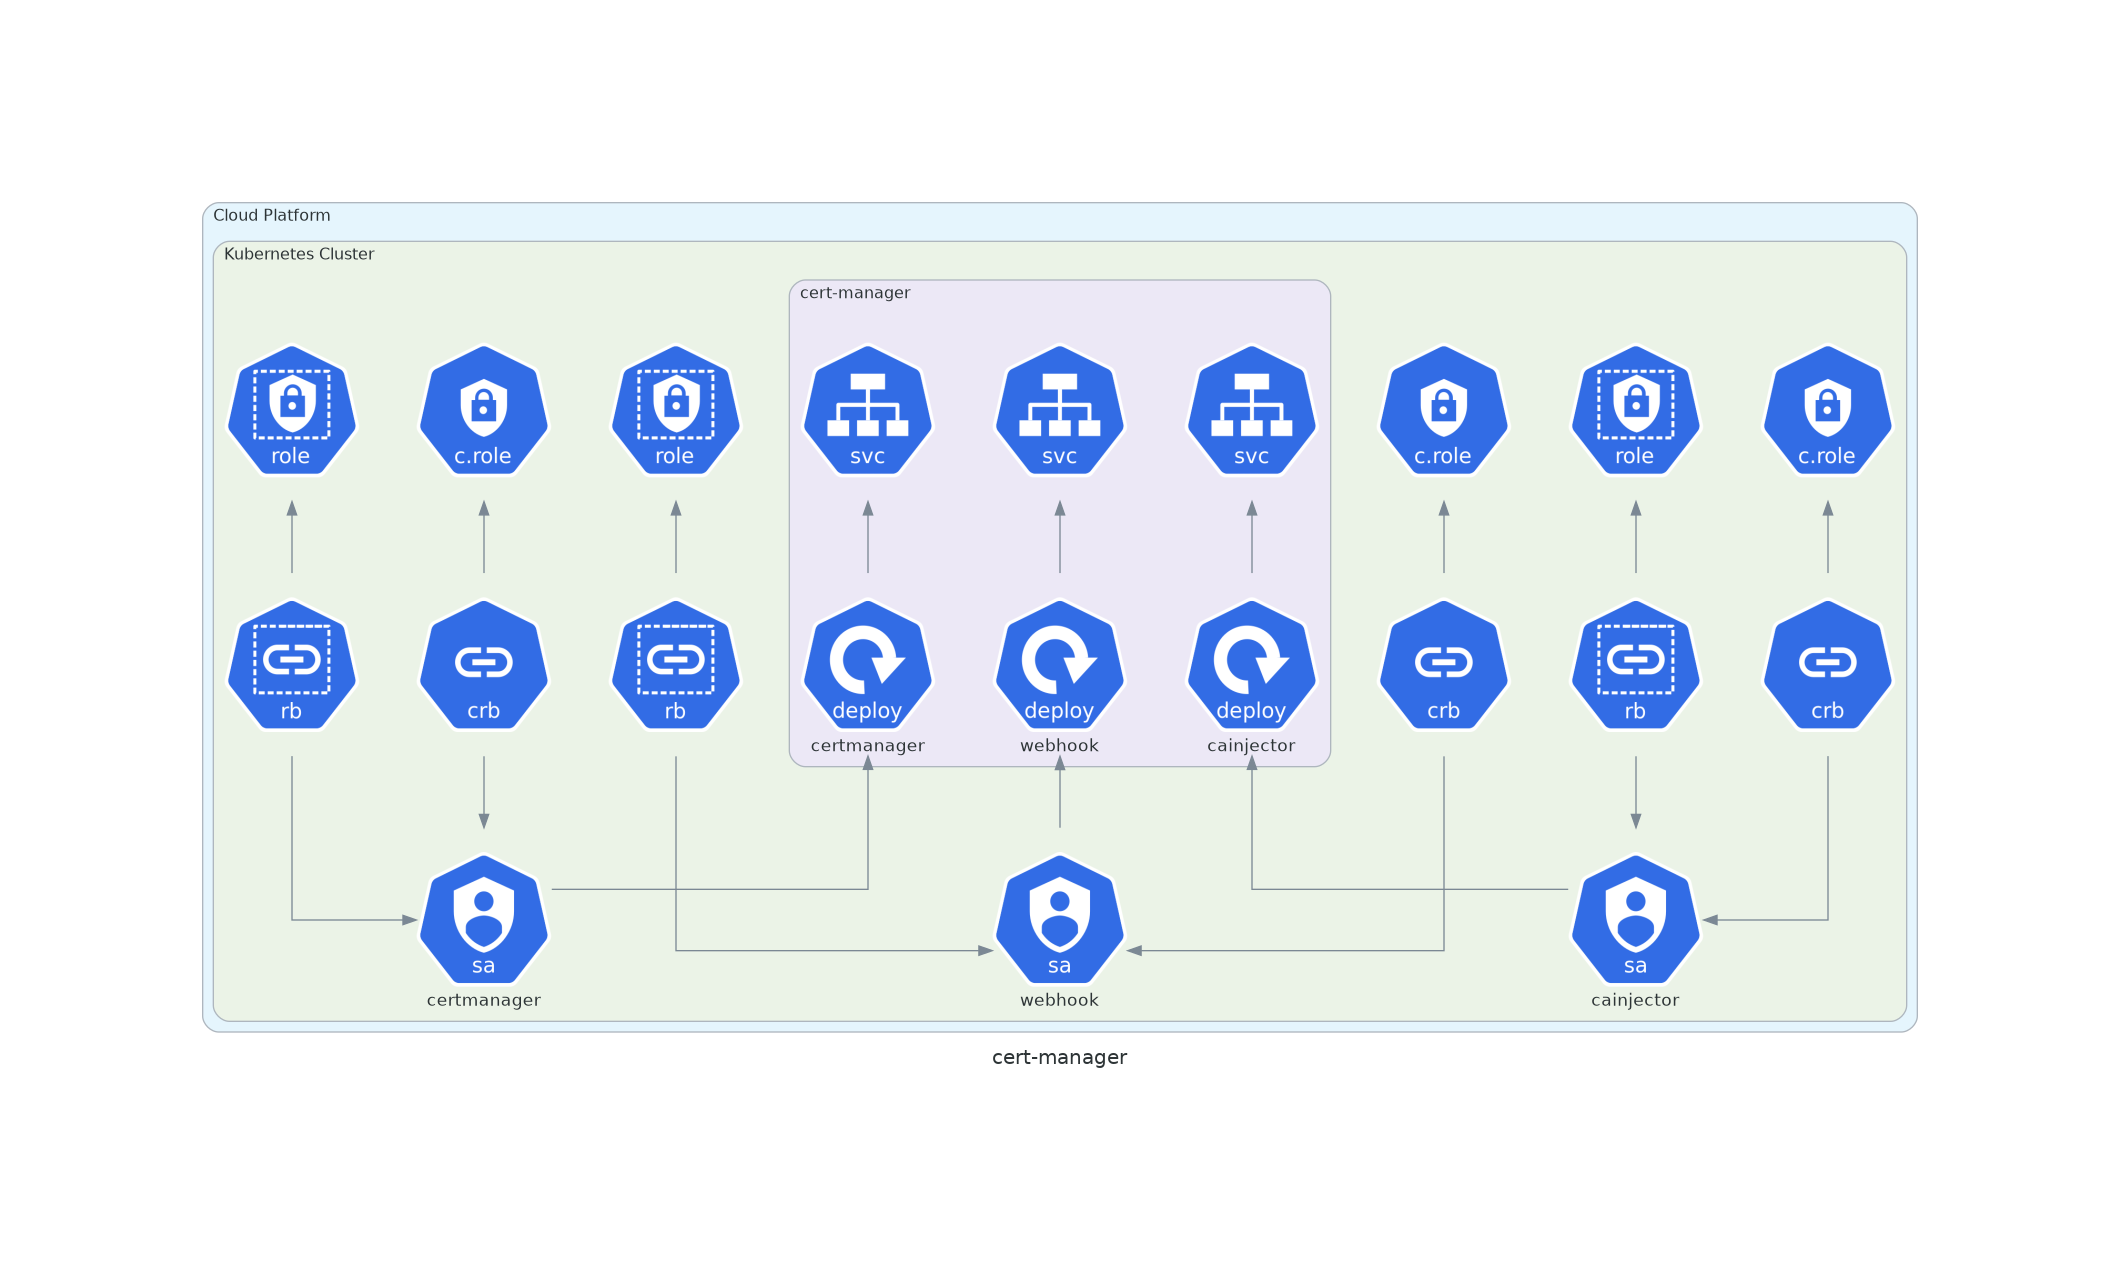 Cloud Platform
Kubernetes Cluster
cert-manager
role
c.role
role
svc
svc
svc
c.role
role
c.role
rb
crb
rb
deploy
deploy
deploy
crb
rb
crb
certmanager
webhook
cainjector
sa
sa
sa
certmanager
webhook
cainjector
cert-manager